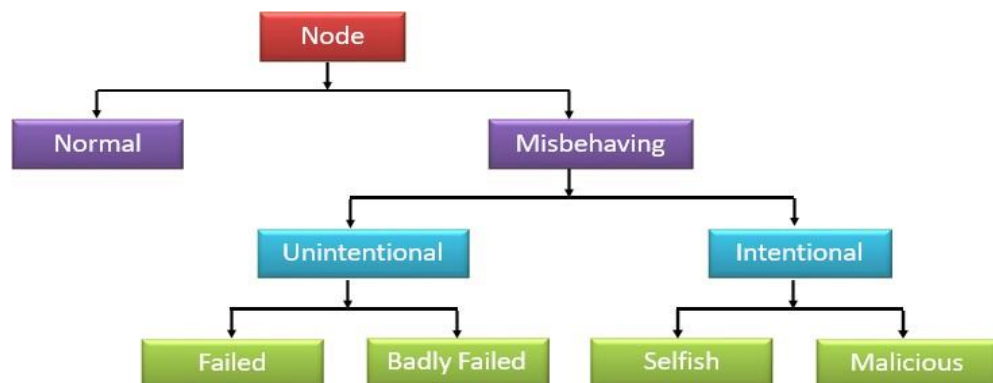 Node
Normal
Misbehaving
Unintentional
Intentional
Failed
Badly Failed
Selfish
Malicious